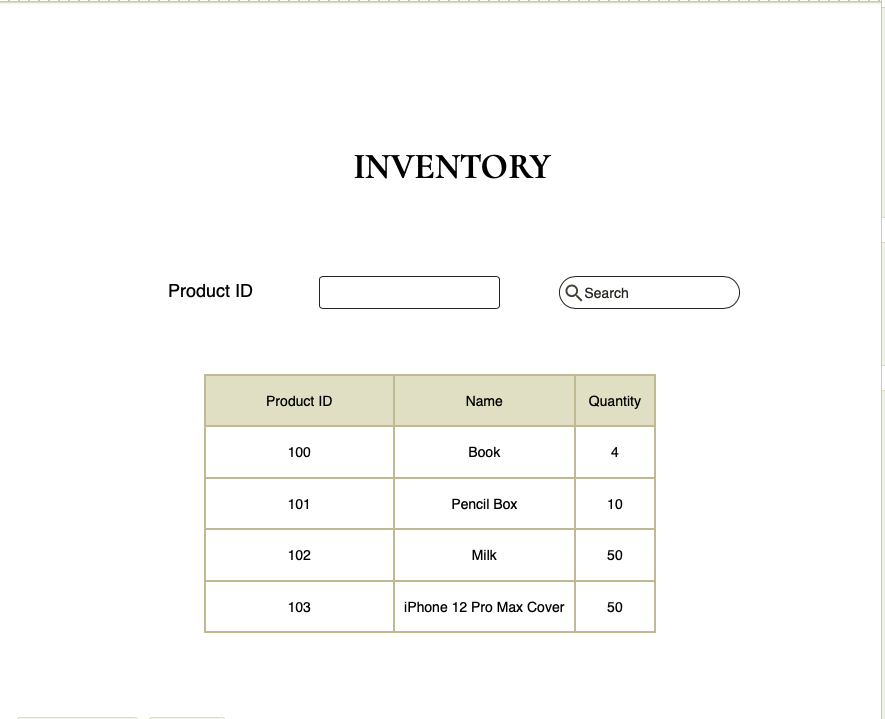 INVENTORY
Product ID
Search
Product ID Name Quantity
100 Book 4
101 Pencil Box 10
102 Milk 50
103 iPhone 12 Pro Max Cover 50